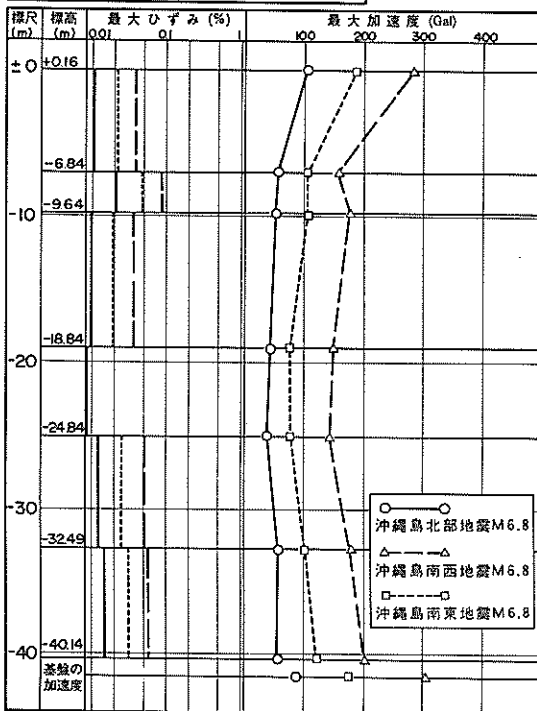 標尺 標高 最大ひずみ (%) 最大加速度 (Gal)
(m) (m) 0.01 0.1 1 100 200 300 400
±0 +0.16
-6.84
-9.64
-10
-18.84
-20
-24.84
-30
-32.49
沖縄島北部地震M6.8
沖縄島南西地震M6.8
沖縄島南東地震M6.8
-40 -40.14
基盤の
加速度